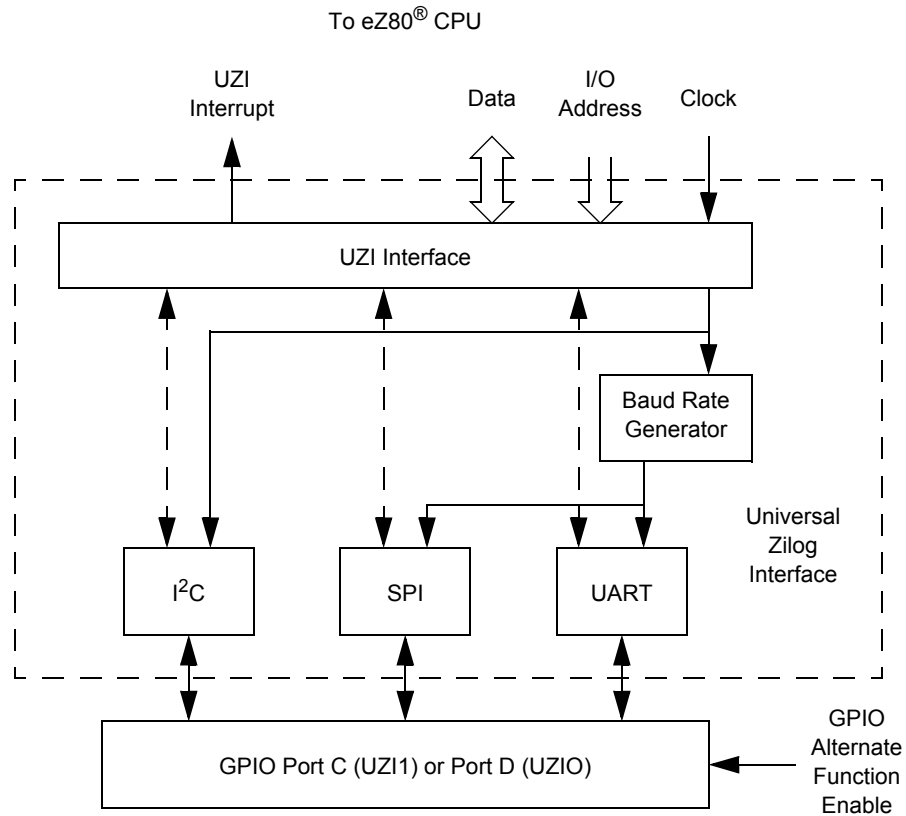 To eZ80® CPU
UZI
Interrupt
Data
I/O
Address
Clock
UZI Interface
Baud Rate
Generator
Universal
Zilog
Interface
I²C
SPI
UART
GPIO Port C (UZI1) or Port D (UZIO)
GPIO
Alternate
Function
Enable